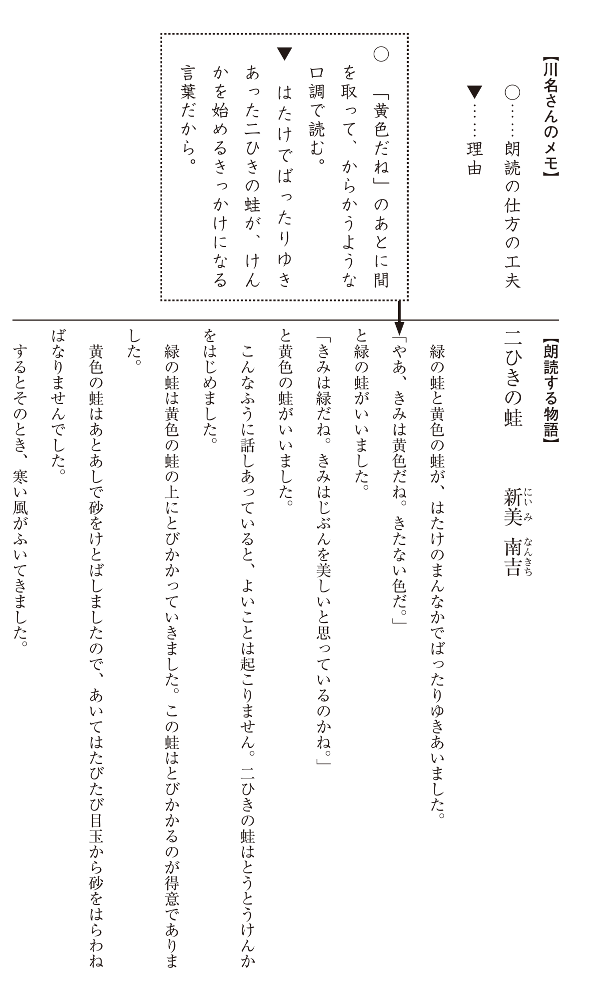 【川名さんのメモ】
○……朗読の仕方の工夫
▼……理由
○　「黄色だね」のあとに間
を取って、からかうような
口調で読む。
▼　はたけでばったりゆき
あった二ひきの蛙が、けん
かを始めるきっかけになる
言葉だから。
【朗読する物語】
二ひきの蛙　　新美　南吉
にいみ　なんきち
緑の蛙と黄色の蛙が、はたけのまんなかでばったりゆきあいました。
「やあ、きみは黄色だね。きたない色だ。」
と緑の蛙がいいました。
「きみは緑だね。きみはじぶんを美しいと思っているのかね。」
と黄色の蛙がいいました。
こんなふうに話しあっていると、よいことは起こりません。二ひきの蛙はとうとうけんか
をはじめました。
緑の蛙は黄色の蛙の上にとびかかっていきました。この蛙はとびかかるのが得意でありま
した。
黄色の蛙はあとあしで砂をけとばしましたので、あいてはたびたび目玉から砂をはらわね
ばなりませんでした。
するとそのとき、寒い風がふいてきました。